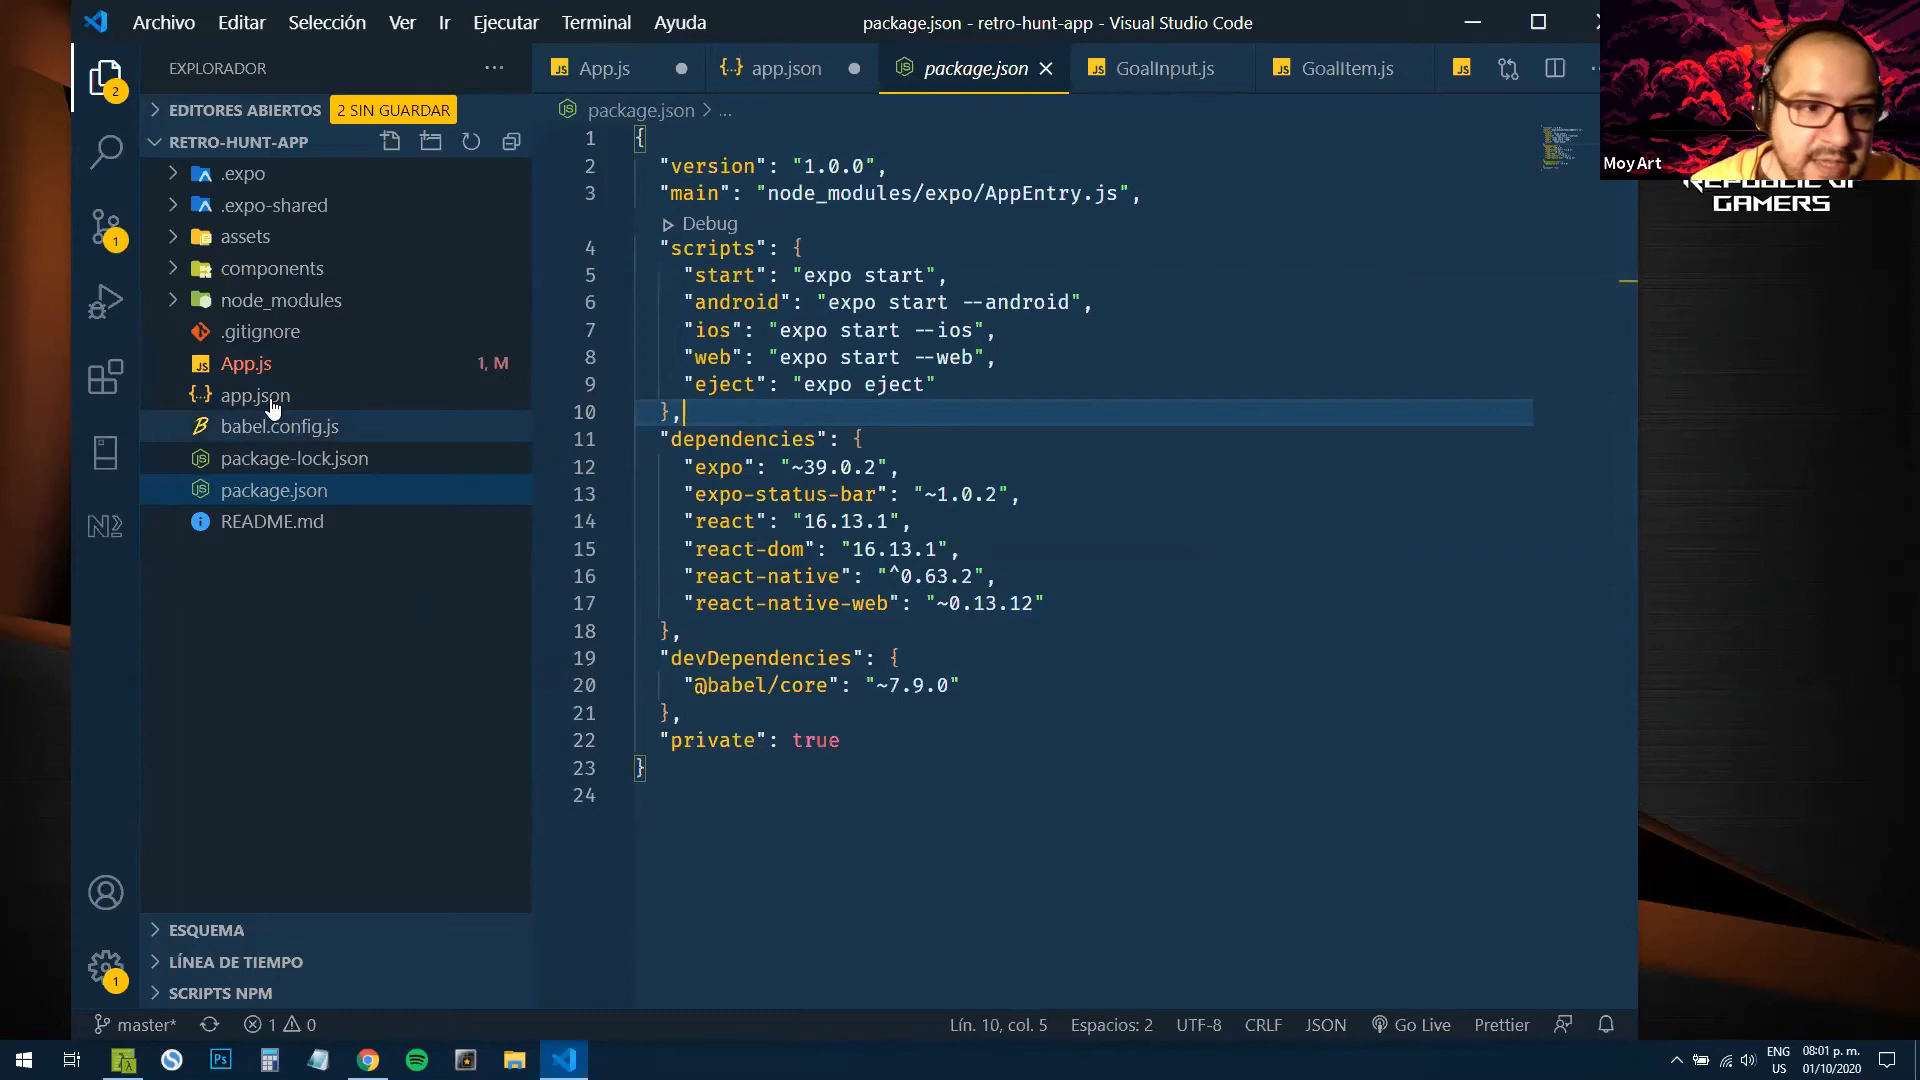 Archivo Editar Selección Ver Ir Ejecutar Terminal Ayuda
package.json - retro-hunt-app - Visual Studio Code
EXPLORADOR
App.js
app.json
package.json
GoalInput.js
GoalItem.js
EDITORES ABIERTOS 2 SIN GUARDAR
RETRO-HUNT-APP
.expo
.expo-shared
assets
components
node_modules
.gitignore
App.js 1, M
app.json
babel.config.js
package-lock.json
package.json
README.md
ESQUEMA
LÍNEA DE TIEMPO
SCRIPTS NPM
2
1
1
package.json > ...
1 {
2 "version": "1.0.0",
3 "main": "node_modules/expo/AppEntry.js",
Debug
4 "scripts": {
5 "start": "expo start",
6 "android": "expo start --android",
7 "ios": "expo start --ios",
8 "web": "expo start --web",
9 "eject": "expo eject"
10 },
11 "dependencies": {
12 "expo": "~39.0.2",
13 "expo-status-bar": "~1.0.2",
14 "react": "16.13.1",
15 "react-dom": "16.13.1",
16 "react-native": "^0.63.2",
17 "react-native-web": "~0.13.12"
18 },
19 "devDependencies": {
20 "@babel/core": "~7.9.0"
21 },
22 "private": true
23 }
24
Moy Art
REPUBLIC OF
GAMERS
master* 1 0
Lín. 10, col. 5 Espacios: 2 UTF-8 CRLF JSON Go Live Prettier
ENG
US
08:01 p. m.
01/10/2020